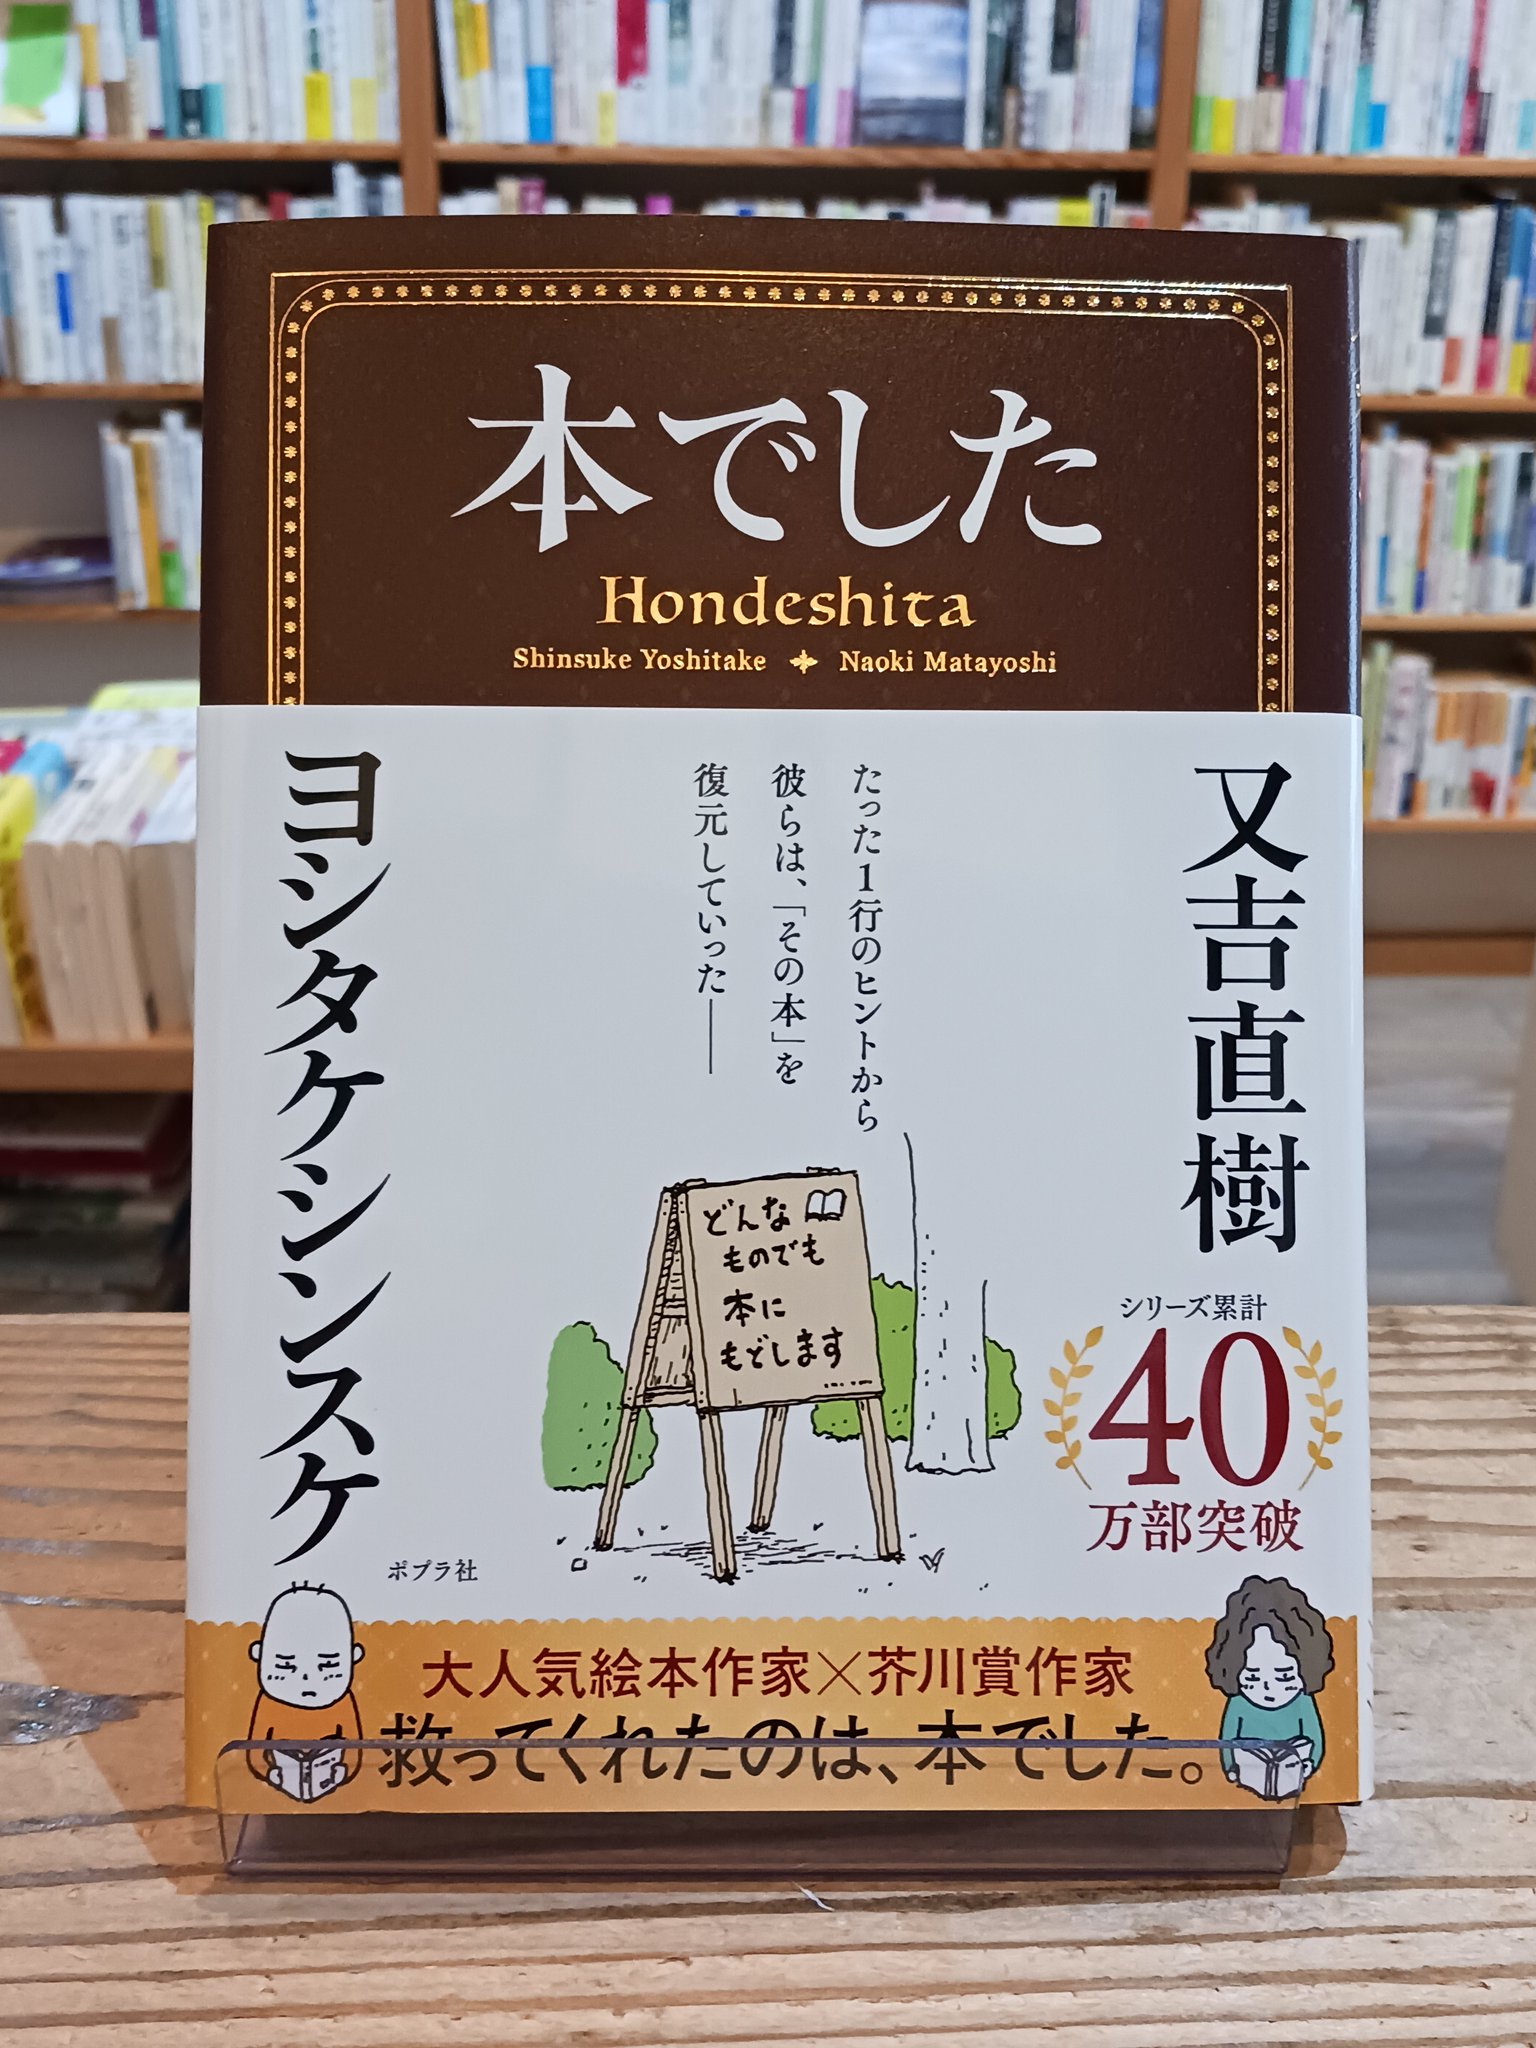 本でした
Hondeshita
Shinsuke Yoshitake Naoki Matayoshi
又吉直樹
たった1行のヒントから
彼らは、「その本」を
復元していった――
ヨシタケシンスケ
どんな
ものでも
本に
もどします
シリーズ累計
40
万部突破
ポプラ社
大人気絵本作家×芥川賞作家
救ってくれたのは、本でした。